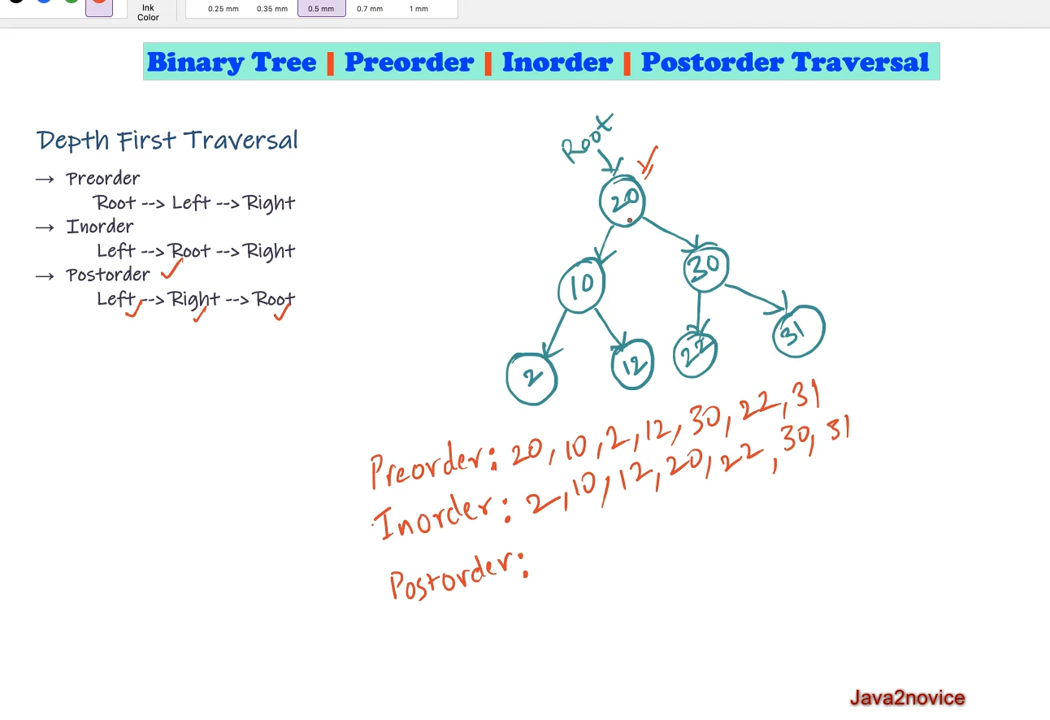 Ink
Color
0.25 mm 0.35 mm 0.5 mm 0.7 mm 1 mm
Binary Tree | Preorder | Inorder | Postorder Traversal
Depth First Traversal
→ Preorder
Root --> Left --> Right
→ Inorder
Left --> Root --> Right
→ Postorder
Left --> Right --> Root
Root
20
10
30
2
12
22
31
Preorder: 20, 10, 2, 12, 30, 22, 31
Inorder: 2, 10, 12, 20, 22, 30, 31
Postorder:
Java2novice